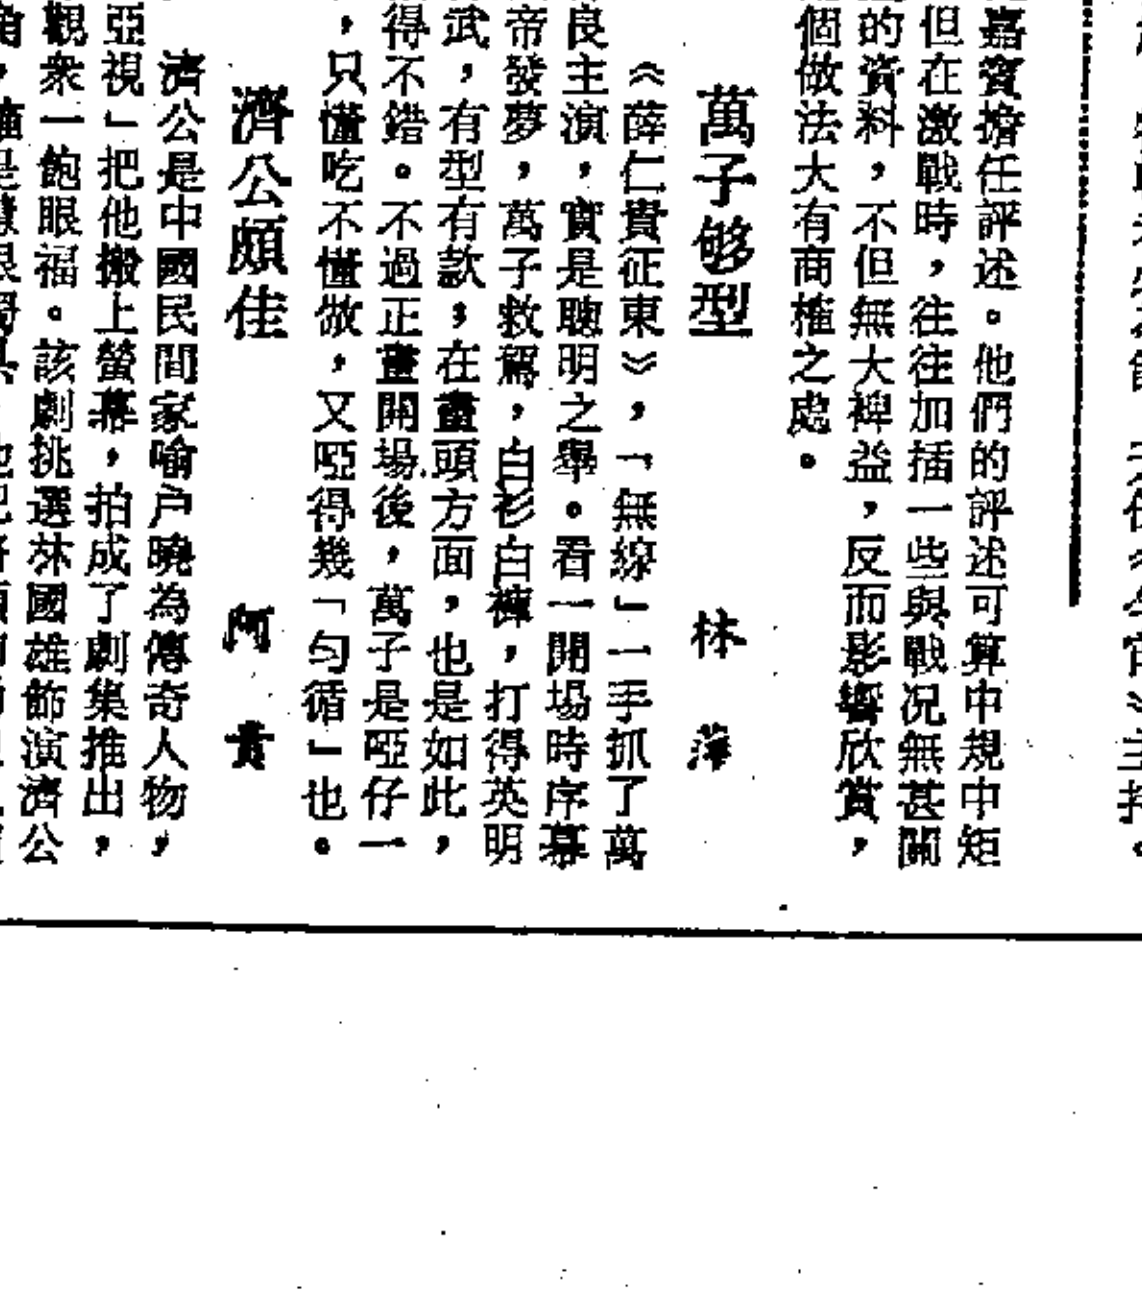 嘉賓擔任評述。他們的評述可算中規中矩
但在激戰時,往往加插一些與戰况無甚關
的資料,不但無大裨益,反而影響欣賞,
個做法大有商榷之處。
萬子够型
林萍
《薛仁貴征東》,「無線」一手抓了萬
良主演,實是聰明之舉。看一開場時序幕
帝發夢,萬子救駕,白衫白褲,打得英明
武,有型有款,在畫頭方面,也是如此,
得不錯。不過正畫開場後,萬子是啞仔一
,只懂吃不懂做,又啞得幾「勻循」也。
濟公頗佳
阿貫
濟公是中國民間家喻户曉為傳奇人物,
亞視」把他搬上螢幕,拍成了劇集推出,
觀衆一飽眼福。該劇挑選林國雄飾演濟公